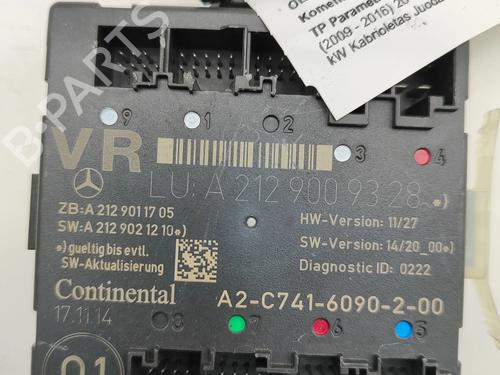 Komen
TP Paramet
(2009 - 2016) 20
kW Kabrioletas Juoda
B-PARTS
9
1
2
3
4
VR
LU: A 212 900 93 28 *)
ZB:A 212 901 17 05
SW:A 212 902 12 10*)
*) gueltig bis evtl.
SW-Aktualisierung
HW-Version: 11/27
SW-Version: 14/20_00*)
Diagnostic ID: 0222
Continental
A2-C741-6090-2-00
17.11.14
8
7
6
5
01